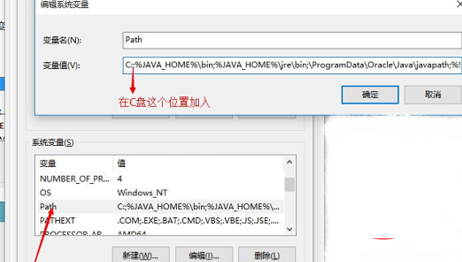 编辑系统变量
变量名(N):
Path
变量值(V):
C:;%JAVA_HOME%\bin;%JAVA_HOME%\jre\bin;\ProgramData\Oracle\Java\javapath;%
在C盘这个位置加入
确定
取消
系统变量(S)
变量
值
NUMBER_OF_PR...
4
OS
Windows_NT
Path
C:;%JAVA_HOME%\bin;%JAVA_HOME%\...
PATHEXT
.COM;.EXE;.BAT;.CMD;.VBS;.VBE;.JS;.JSE;....
PROCESSOR_AR
AMD64
新建(W)...
编辑(I)...
删除(L)